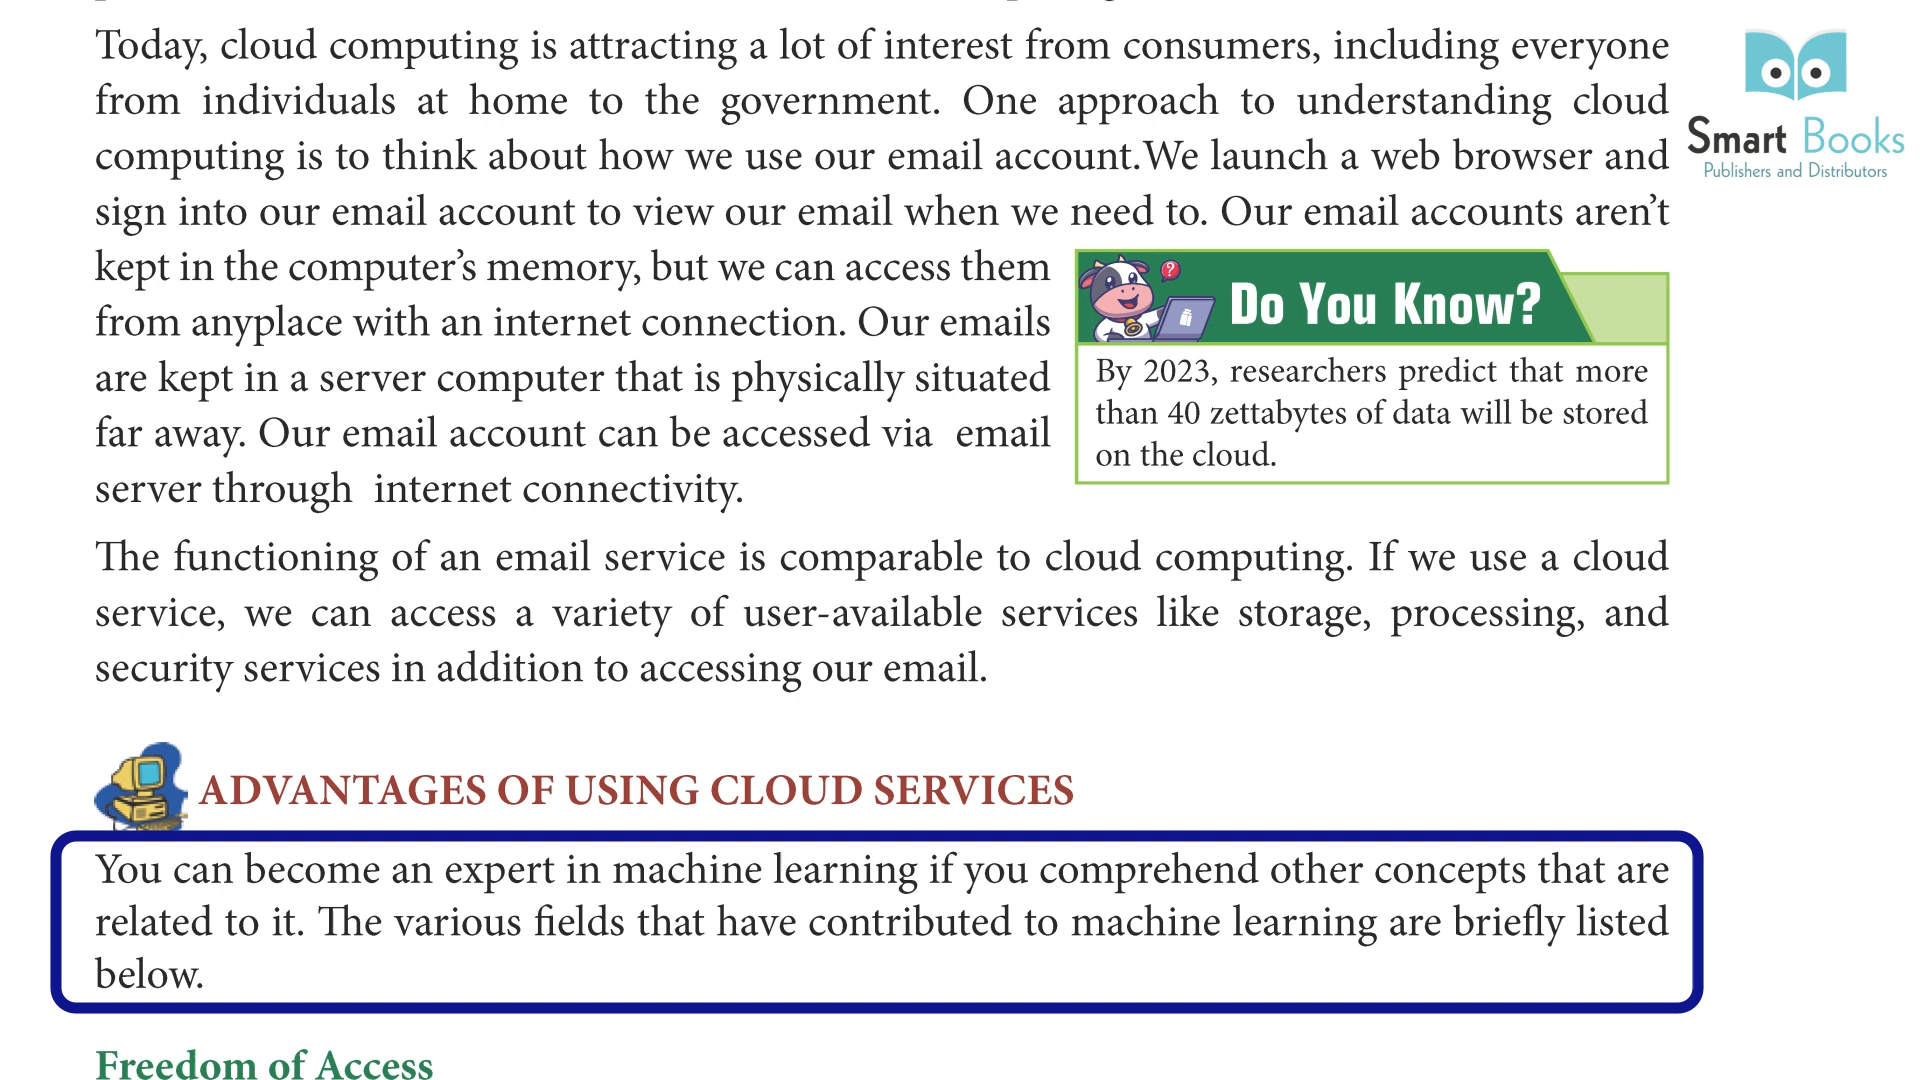 Today, cloud computing is attracting a lot of interest from consumers, including everyone
from individuals at home to the government. One approach to understanding cloud
computing is to think about how we use our email account.We launch a web browser and
sign into our email account to view our email when we need to. Our email accounts aren't
kept in the computer's memory, but we can access them
from anyplace with an internet connection. Our emails
are kept in a server computer that is physically situated
far away. Our email account can be accessed via email
server through internet connectivity.
Do You Know?
By 2023, researchers predict that more
than 40 zettabytes of data will be stored
on the cloud.
The functioning of an email service is comparable to cloud computing. If we use a cloud
service, we can access a variety of user-available services like storage, processing, and
security services in addition to accessing our email.
ADVANTAGES OF USING CLOUD SERVICES
You can become an expert in machine learning if you comprehend other concepts that are
related to it. The various fields that have contributed to machine learning are briefly listed
below.
Freedom of Access
Smart Books
Publishers and Distributors